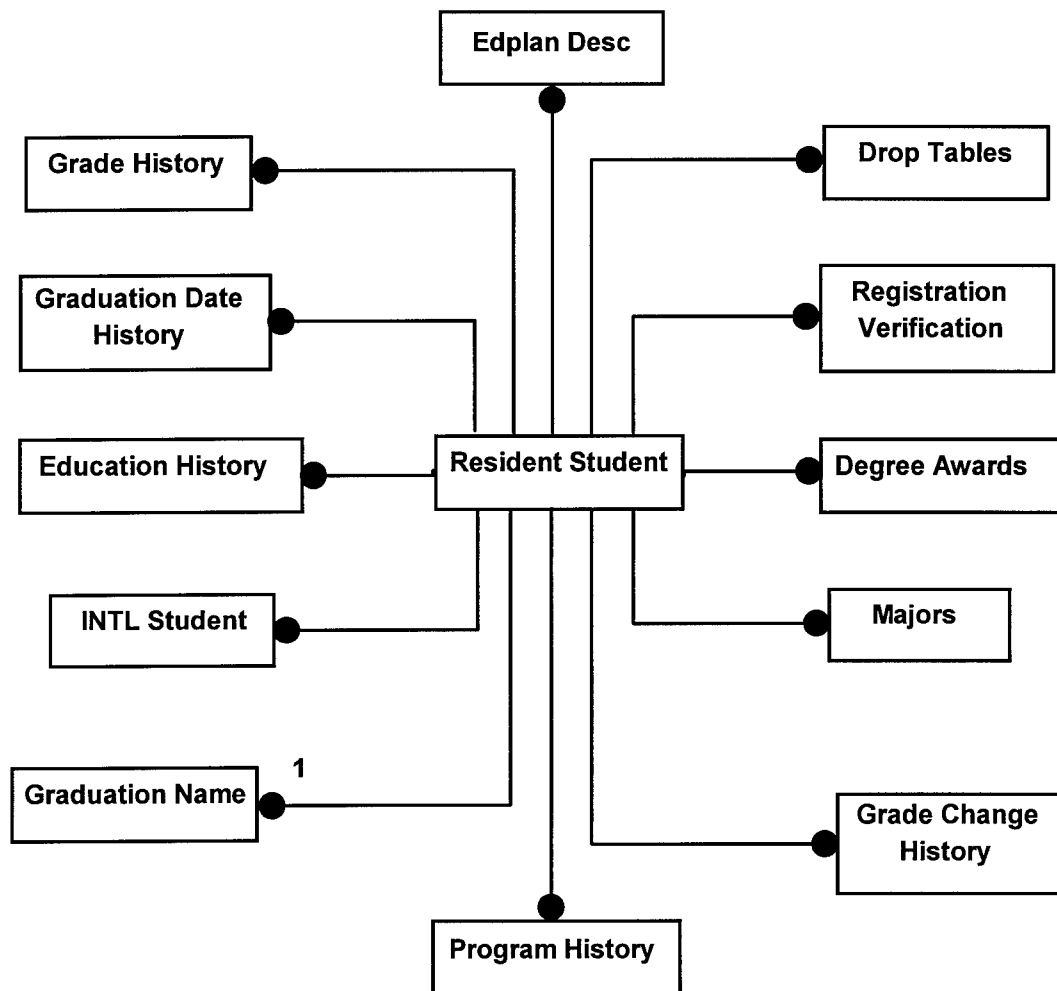 Edplan Desc
Grade History
Drop Tables
Graduation Date
History
Registration
Verification
Education History
Resident Student
Degree Awards
INTL Student
Majors
1
Graduation Name
Grade Change
History
Program History